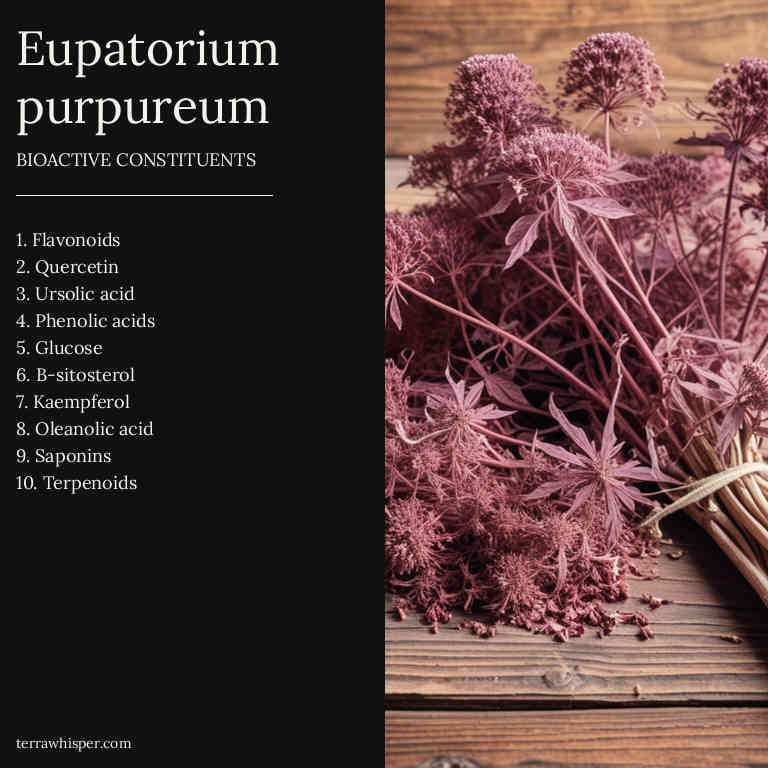 Eupatorium
purpureum
BIOACTIVE CONSTITUENTS
1. Flavonoids
2. Quercetin
3. Ursolic acid
4. Phenolic acids
5. Glucose
6. B-sitosterol
7. Kaempferol
8. Oleanolic acid
9. Saponins
10. Terpenoids
terrawhisper.com